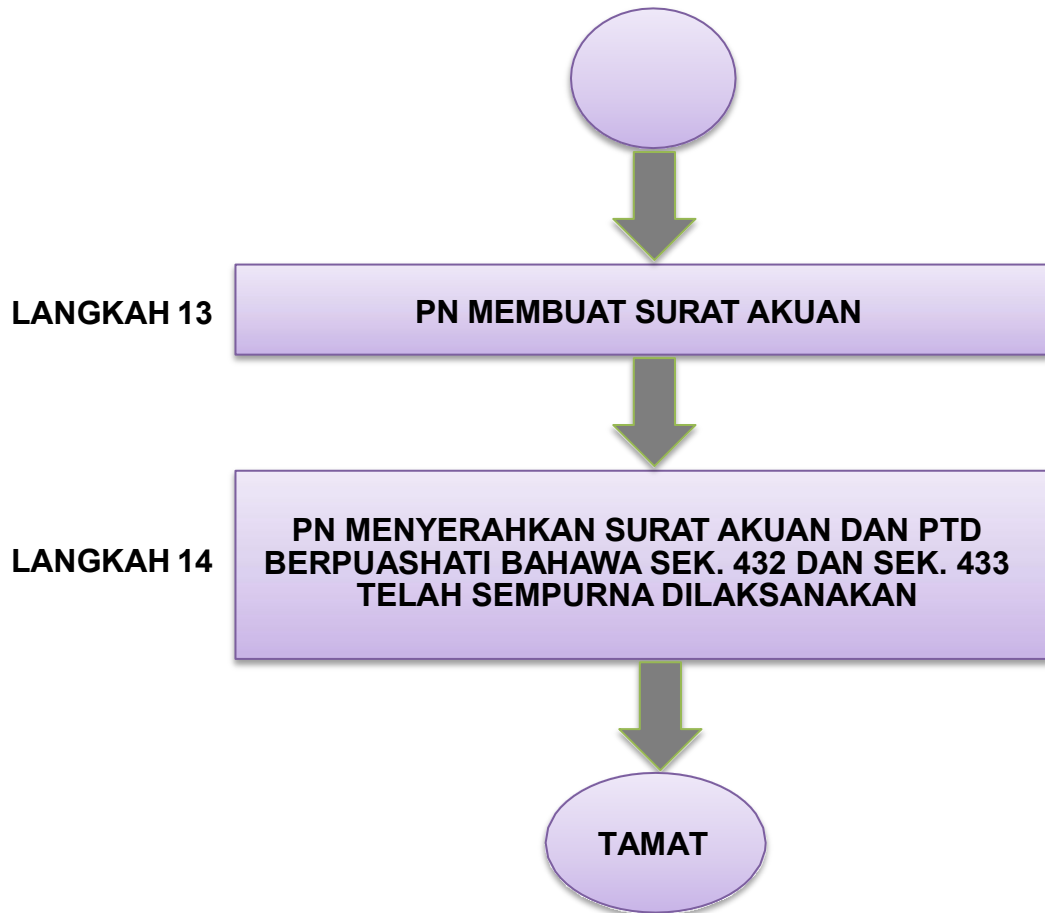 LANGKAH 13
PN MEMBUAT SURAT AKUAN
LANGKAH 14
PN MENYERAHKAN SURAT AKUAN DAN PTD
BERPUASHATI BAHAWA SEK. 432 DAN SEK. 433
TELAH SEMPURNA DILAKSANAKAN
TAMAT